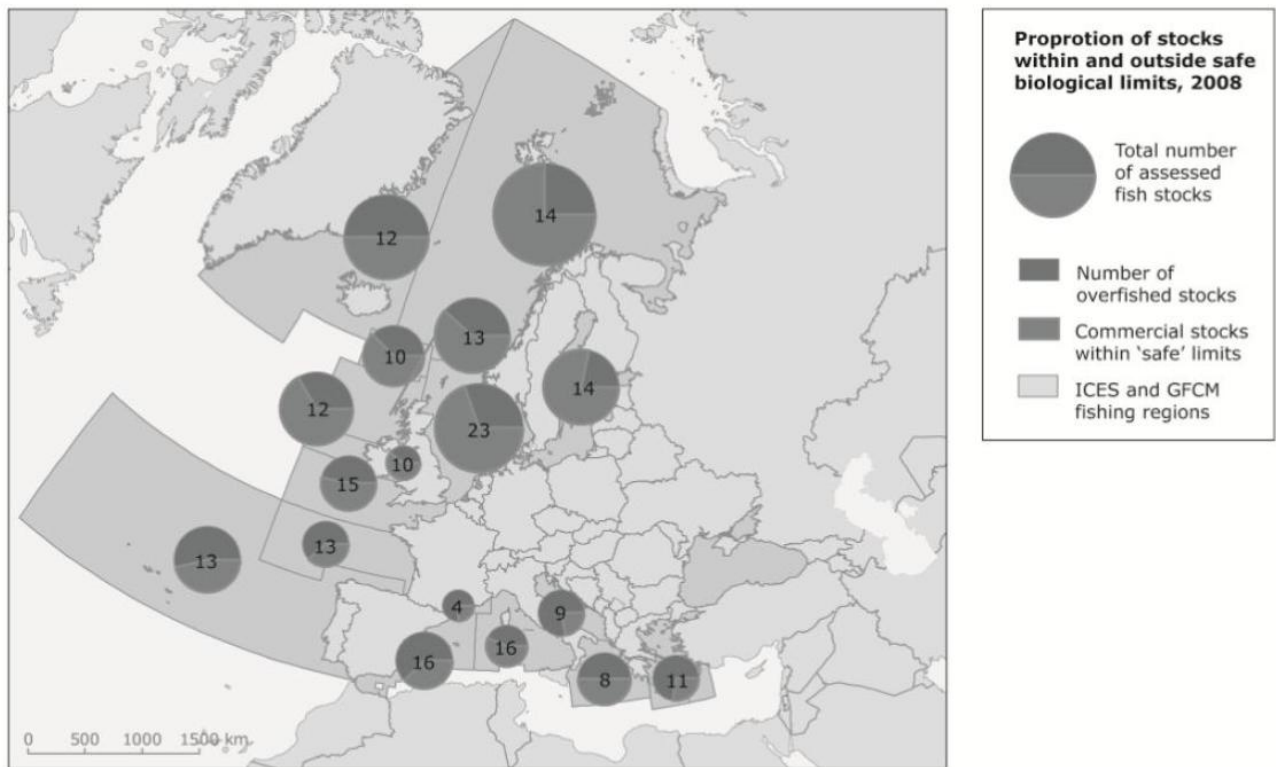 Proprotion of stocks
within and outside safe
biological limits, 2008
Total number
of assessed
fish stocks
Number of
overfished stocks
Commercial stocks
within 'safe' limits
ICES and GFCM
fishing regions
14
12
13
10
14
12
23
10
15
13
13
4
9
16
16
8
11
0 500 1000 1500 km